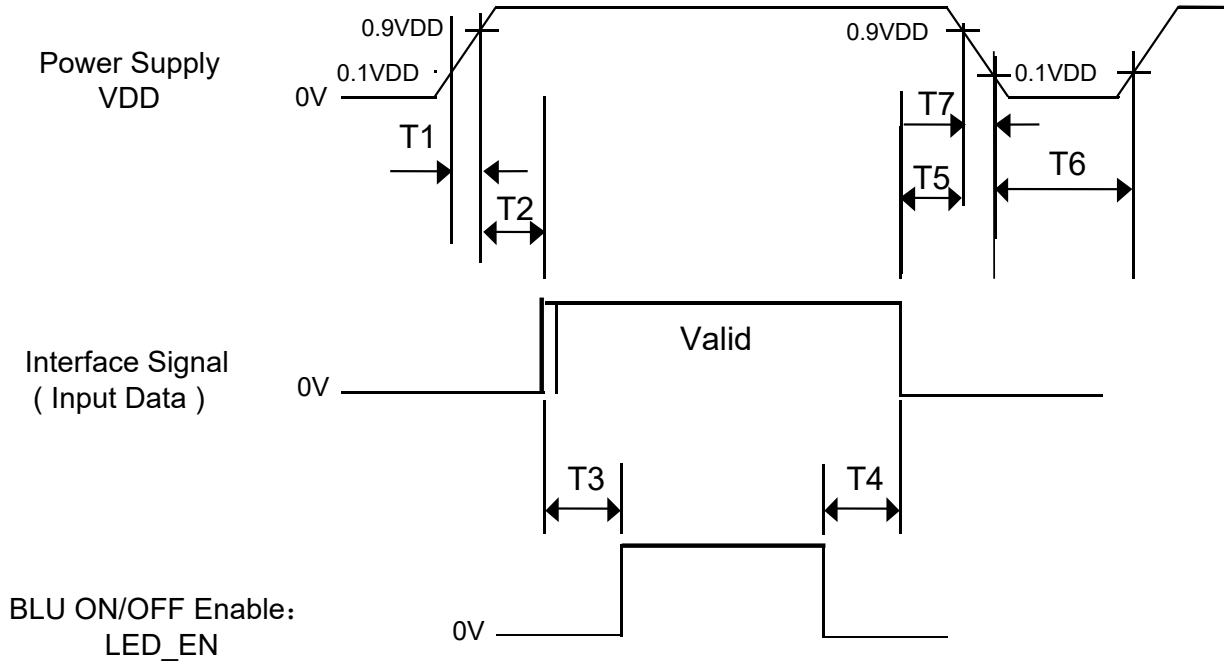 Power Supply
VDD
0.9VDD
0.1VDD
0V
T1
T2
0.9VDD
0.1VDD
T7
T5
T6
Interface Signal
( Input Data )
0V
Valid
T3
T4
BLU ON/OFF Enable：
LED_EN
0V